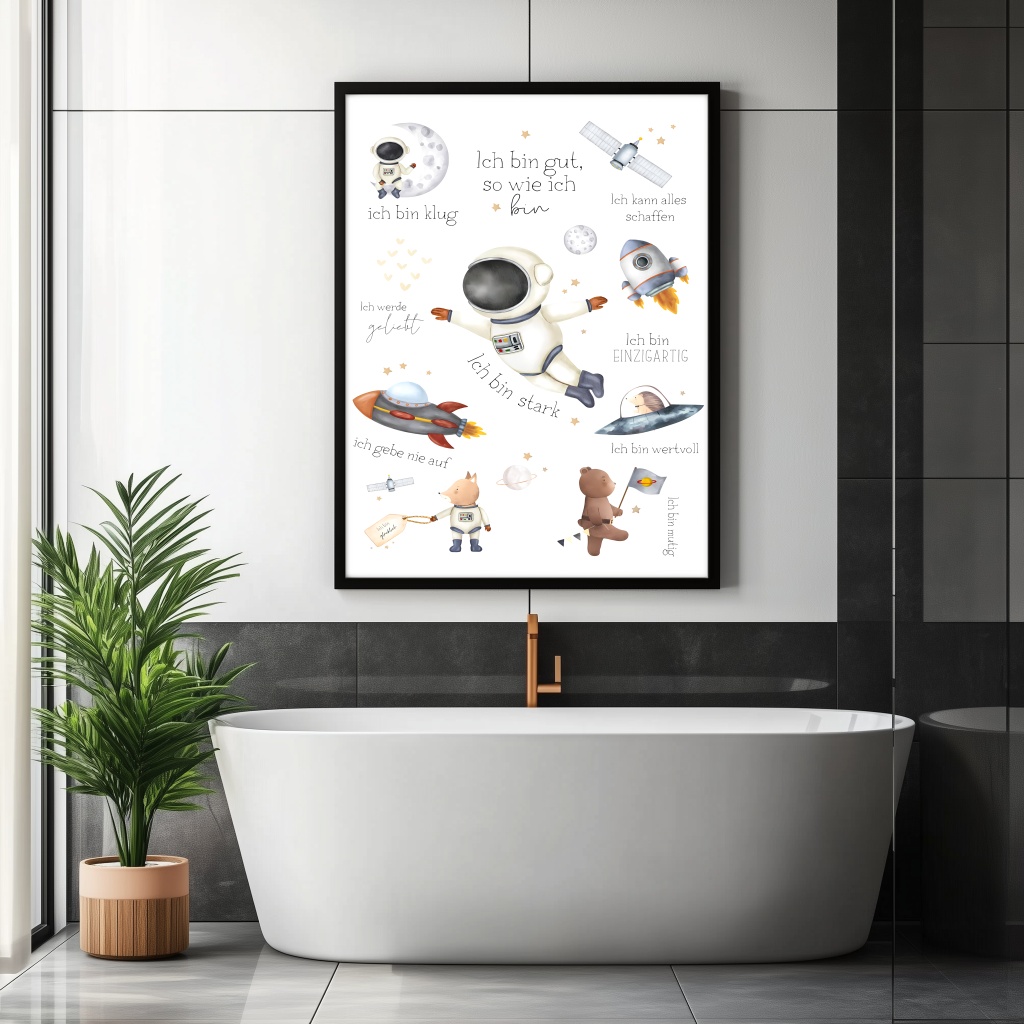 Ich bin gut,
so wie ich
bin
ich bin klug
Ich kann alles
schaffen
Ich werde
geliebt
Ich bin
EINZIGARTIG
Ich bin stark
ich gebe nie auf
Ich bin wertvoll
glücklich
Ich bin mutig